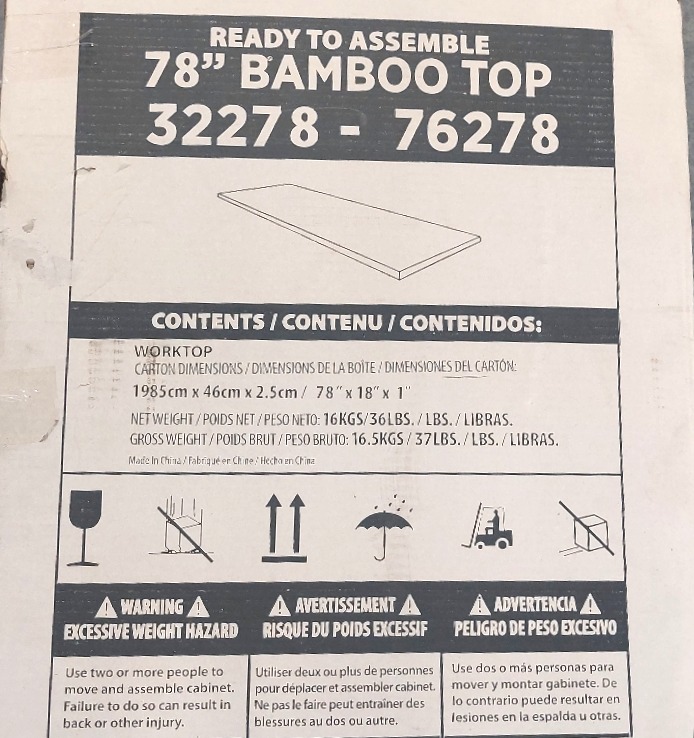 READY TO ASSEMBLE
78” BAMBOO TOP
32278 - 76278
CONTENTS / CONTENU / CONTENIDOS:
WORKTOP
CARTON DIMENSIONS / DIMENSIONS DE LA BOÎTE / DIMENSIONES DEL CARTÓN:
1985cm x 46cm x 2.5cm / 78" x 18" x 1"
NET WEIGHT / POIDS NET / PESO NETO: 16KGS/36LBS. / LBS. / LIBRAS.
GROSS WEIGHT / POIDS BRUT / PESO BRUTO: 16.5KGS / 37LBS. / LBS. / LIBRAS.
Made In China / Fabriqué en Chine / Hecho en China
WARNING
EXCESSIVE WEIGHT HAZARD
Use two or more people to
move and assemble cabinet.
Failure to do so can result in
back or other injury.
AVERTISSEMENT
RISQUE DU POIDS EXCESSIF
Utiliser deux ou plus de personnes
pour déplacer et assembler cabinet.
Ne pas le faire peut entraîner des
blessures au dos ou autre.
ADVERTENCIA
PELIGRO DE PESO EXCESIVO
Use dos o más personas para
mover y montar gabinete. De
lo contrario puede resultar en
lesiones en la espalda u otras.